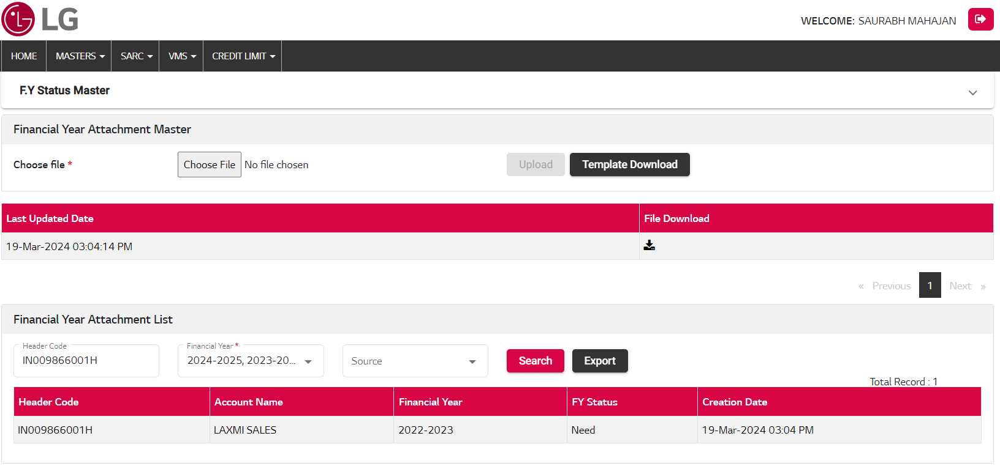 LG
WELCOME: SAURABH MAHAJAN
HOME MASTERS SARC VMS CREDIT LIMIT
F.Y Status Master
Financial Year Attachment Master
Choose file * Choose File No file chosen Upload Template Download
Last Updated Date File Download
19-Mar-2024 03:04:14 PM
« Previous 1 Next »
Financial Year Attachment List
Header Code Financial Year *
IN009866001H 2024-2025, 2023-20... Source Search Export
Total Record : 1
Header Code Account Name Financial Year FY Status Creation Date
IN009866001H LAXMI SALES 2022-2023 Need 19-Mar-2024 03:04 PM